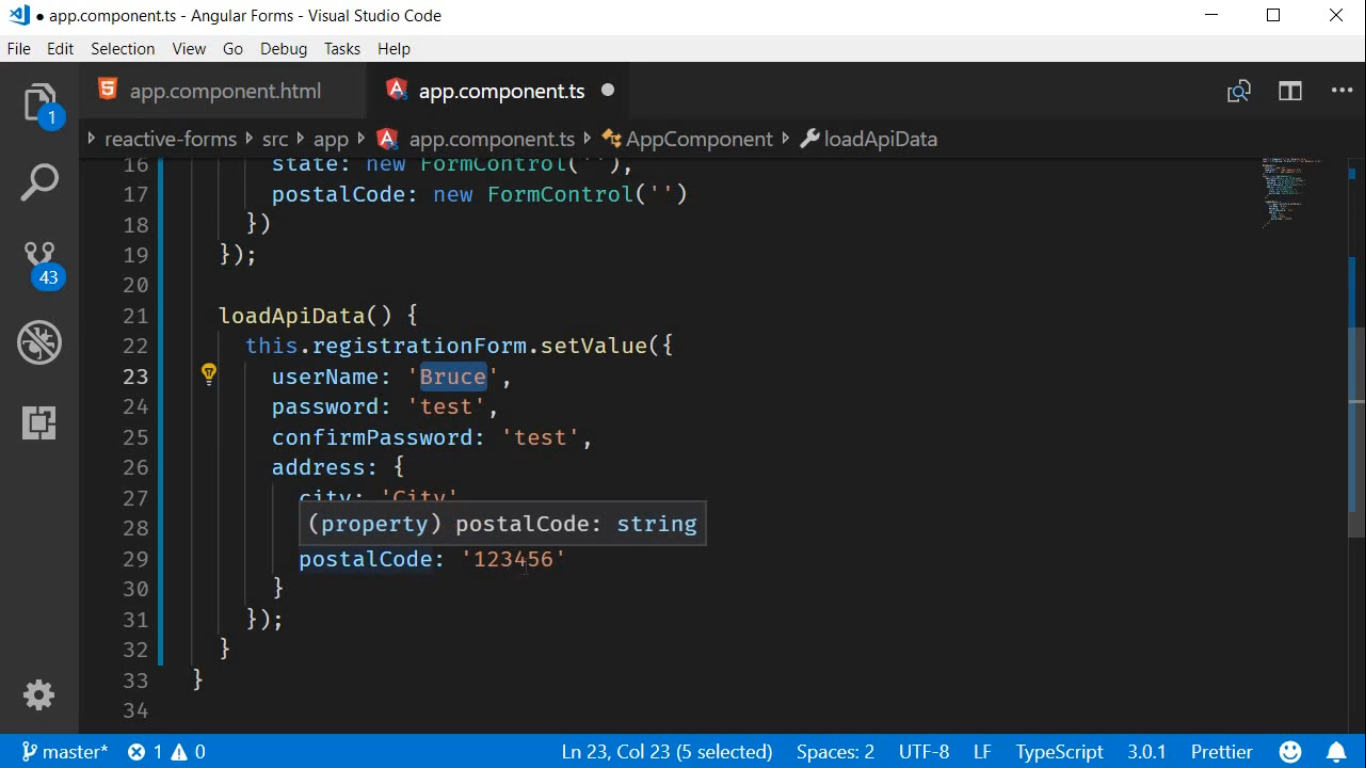 ● app.component.ts - Angular Forms - Visual Studio Code
File Edit Selection View Go Debug Tasks Help
app.component.html app.component.ts
reactive-forms src app app.component.ts AppComponent loadApiData
16 state: new FormControl(''),
17 postalCode: new FormControl('')
18 })
19 });
20
21 loadApiData() {
22 this.registrationForm.setValue({
23 userName: 'Bruce',
24 password: 'test',
25 confirmPassword: 'test',
26 address: {
27 city: 'City'
(property) postalCode: string
28
29 postalCode: '123456'
30 }
31 });
32 }
33 }
34
1
43
master* 1 0 Ln 23, Col 23 (5 selected) Spaces: 2 UTF-8 LF TypeScript 3.0.1 Prettier